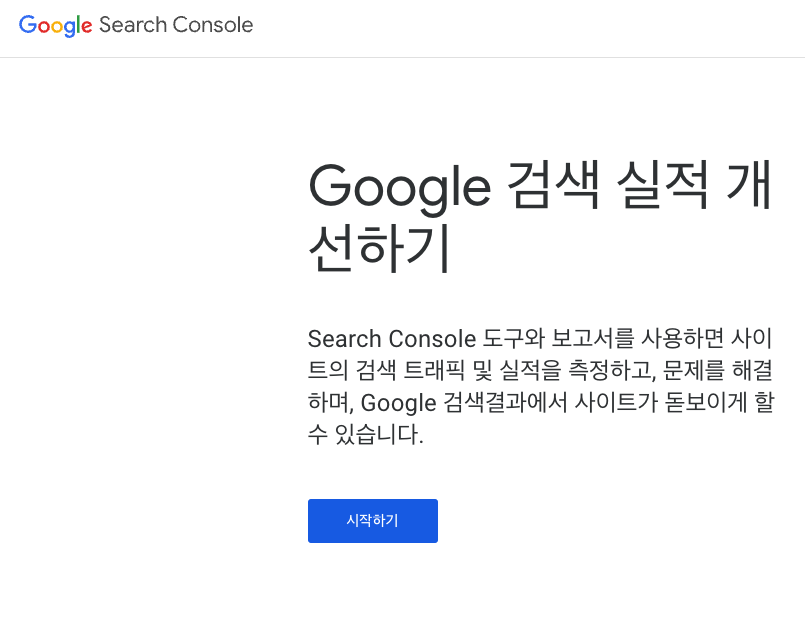 Google Search Console
Google 검색 실적 개
선하기
Search Console 도구와 보고서를 사용하면 사이
트의 검색 트래픽 및 실적을 측정하고, 문제를 해결
하며, Google 검색결과에서 사이트가 돋보이게 할
수 있습니다.
시작하기